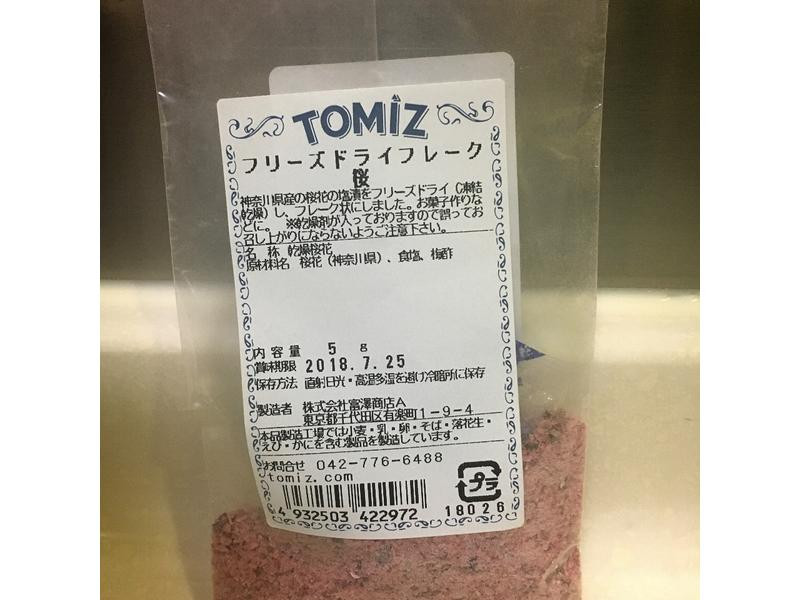 TOMIZ
フリーズドライフレーク
桜
神奈川県産の桜花の塩漬をフリーズドライ（凍結
乾燥）し、フレーク状にしました。お菓子作りな
どに。 ※乾燥剤が入っておりますので誤ってお
召し上がりにならないようご注意下さい。
名 称 乾燥桜花
原材料名 桜花（神奈川県）、食塩、梅酢
内容量 5 g
賞味期限 2018.7.25
保存方法 直射日光・高温多湿を避け冷暗所に保存
製造者 株式会社富澤商店A
東京都千代田区有楽町1-9-4
本品製造工場では小麦・乳・卵・そば・落花生・
えび・かにを含む製品を製造しています。
お問合せ 042-776-6488
tomiz.com
プラ
4 932503 422972
18026